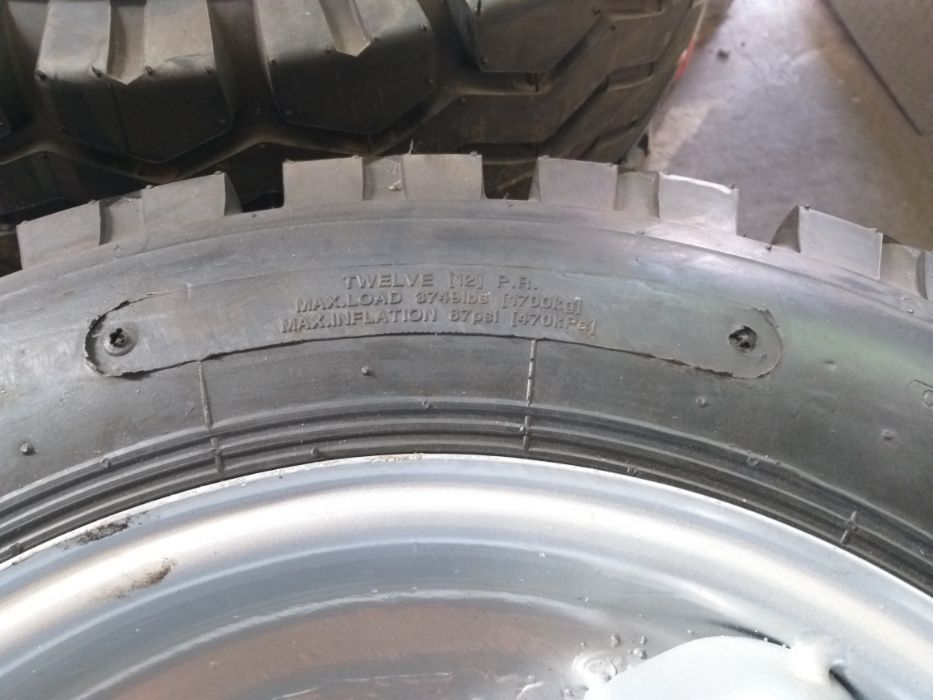 TWELVE [12] P.R.
MAX.LOAD 3749lbs [1700kg]
MAX.INFLATION 67psi [470kPa]